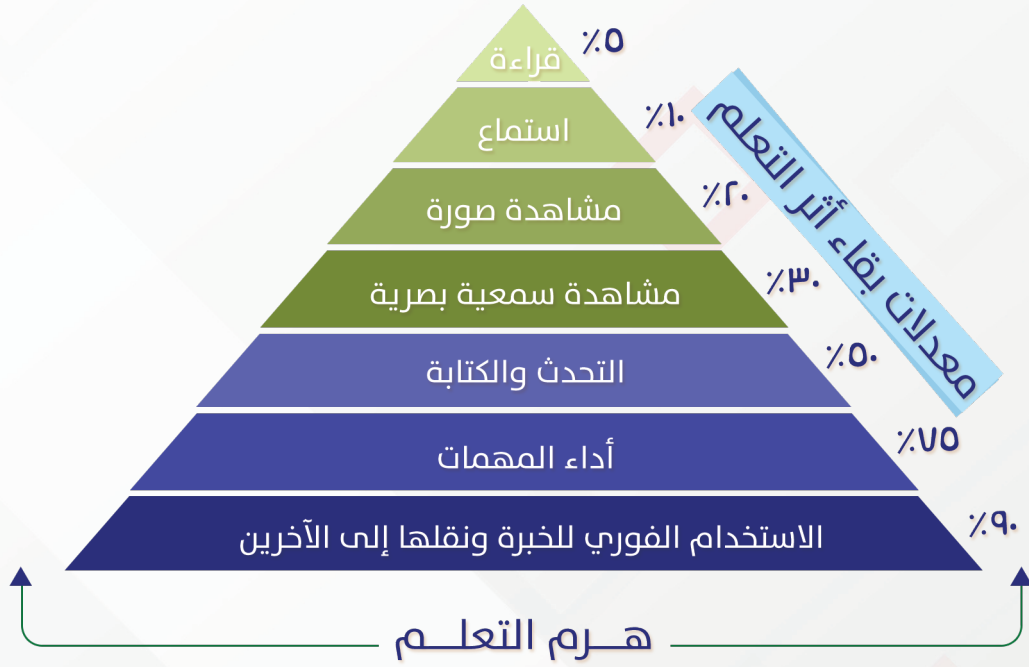 قراءة
٪٥
استماع
٪١٠
مشاهدة صورة
٪٢٠
مشاهدة سمعية بصرية
٪٣٠
التحدث والكتابة
٪٥٠
أداء المهمات
٪٧٥
الاستخدام الفوري للخبرة ونقلها إلى الآخرين
٪٩٠
معدلات بقاء أثر التعلم
هـــرم التعلـــم